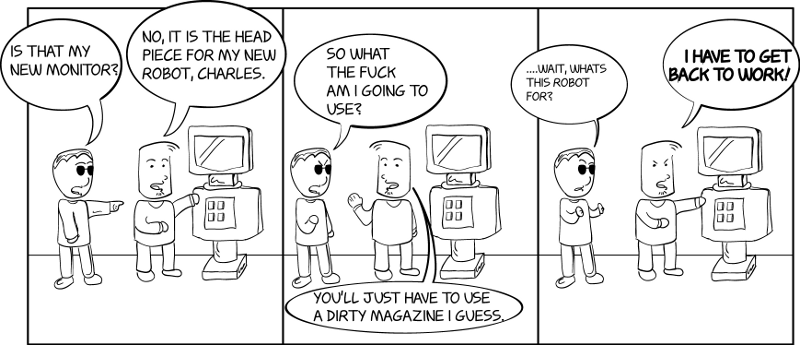 IS THAT MY
NEW MONITOR?
NO, IT IS THE HEAD
PIECE FOR MY NEW
ROBOT, CHARLES.
SO WHAT
THE FUCK
AM I GOING TO
USE?
YOU'LL JUST HAVE TO USE
A DIRTY MAGAZINE I GUESS.
....WAIT, WHATS
THIS ROBOT
FOR?
I HAVE TO GET
BACK TO WORK!